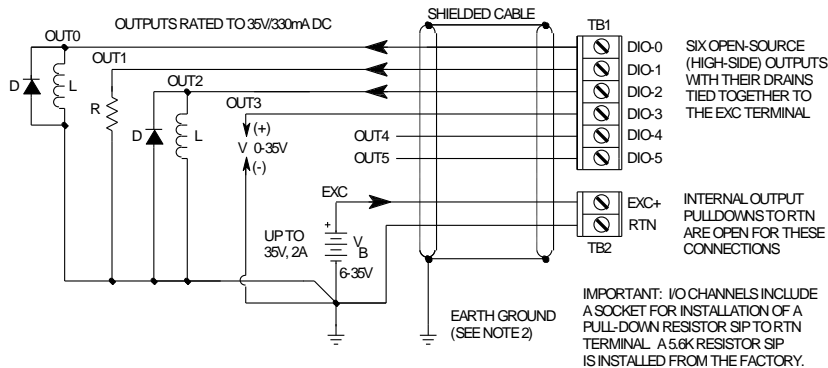 OUTPUTS RATED TO 35V/330mA DC
SHIELDED CABLE
TB1
OUT0
OUT1
OUT2
OUT3
OUT4
OUT5
D
L
R
D
L
(+)
V 0-35V
(-)
DIO-0
DIO-1
DIO-2
DIO-3
DIO-4
DIO-5
SIX OPEN-SOURCE
(HIGH-SIDE) OUTPUTS
WITH THEIR DRAINS
TIED TOGETHER TO
THE EXC TERMINAL
EXC
EXC+
RTN
TB2
INTERNAL OUTPUT
PULLDOWNS TO RTN
ARE OPEN FOR THESE
CONNECTIONS
UP TO
35V, 2A
+
V
B
6-35V
EARTH GROUND
(SEE NOTE 2)
IMPORTANT: I/O CHANNELS INCLUDE
A SOCKET FOR INSTALLATION OF A
PULL-DOWN RESISTOR SIP TO RTN
TERMINAL. A 5.6K RESISTOR SIP
IS INSTALLED FROM THE FACTORY.